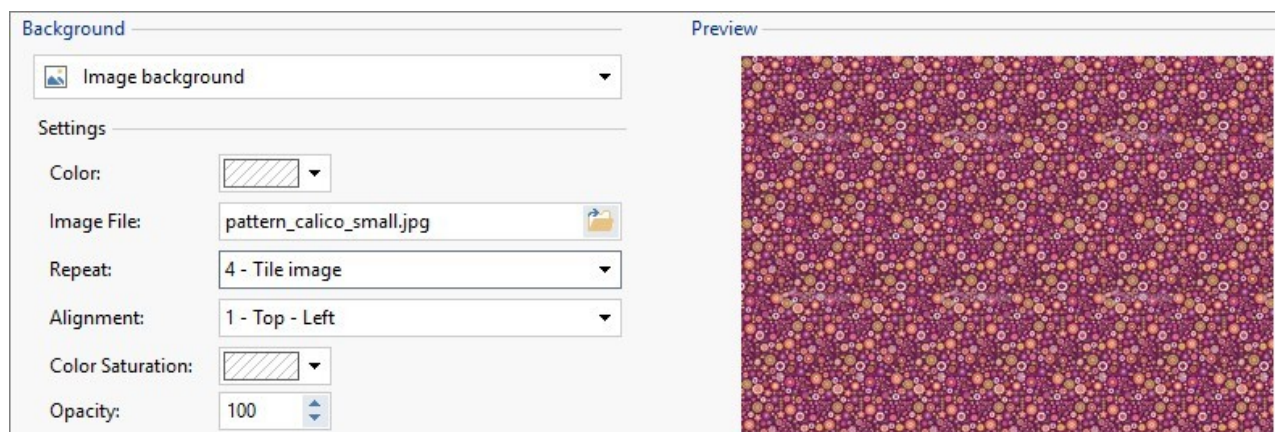 Background
Image background
Settings
Color:
Image File: pattern_calico_small.jpg
Repeat: 4 - Tile image
Alignment: 1 - Top - Left
Color Saturation:
Opacity: 100
Preview